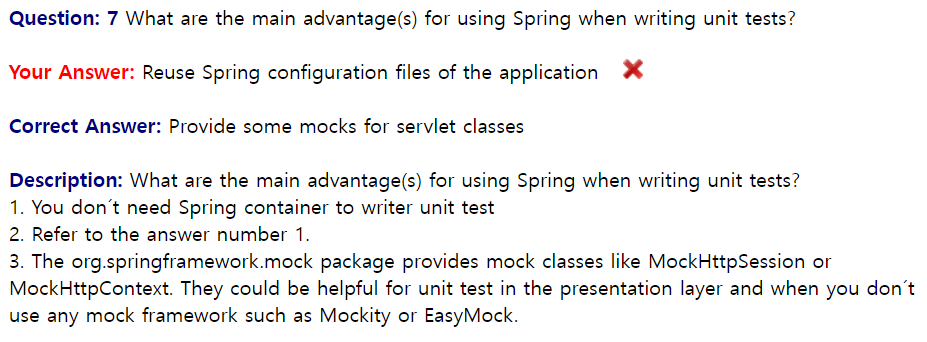 Question: 7 What are the main advantage(s) for using Spring when writing unit tests?
Your Answer: Reuse Spring configuration files of the application
Correct Answer: Provide some mocks for servlet classes
Description: What are the main advantage(s) for using Spring when writing unit tests?
1. You don´t need Spring container to writer unit test
2. Refer to the answer number 1.
3. The org.springframework.mock package provides mock classes like MockHttpSession or
MockHttpContext. They could be helpful for unit test in the presentation layer and when you don´t
use any mock framework such as Mockity or EasyMock.